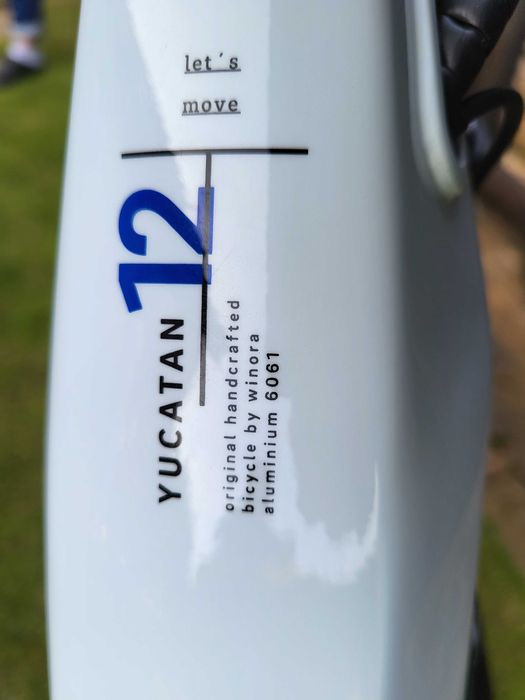 let´s
move
YUCATAN 12
original handcrafted
bicycle by winora
aluminium 6061